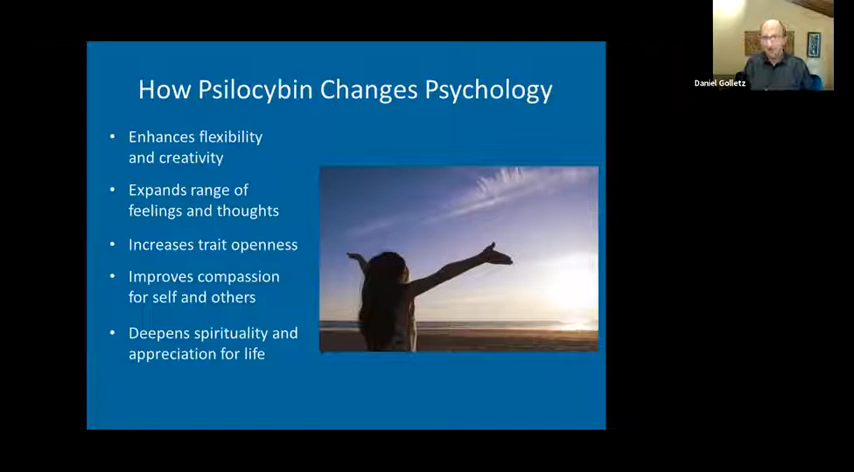 How Psilocybin Changes Psychology
• Enhances flexibility
and creativity
• Expands range of
feelings and thoughts
• Increases trait openness
• Improves compassion
for self and others
• Deepens spirituality and
appreciation for life
Daniel Golletz